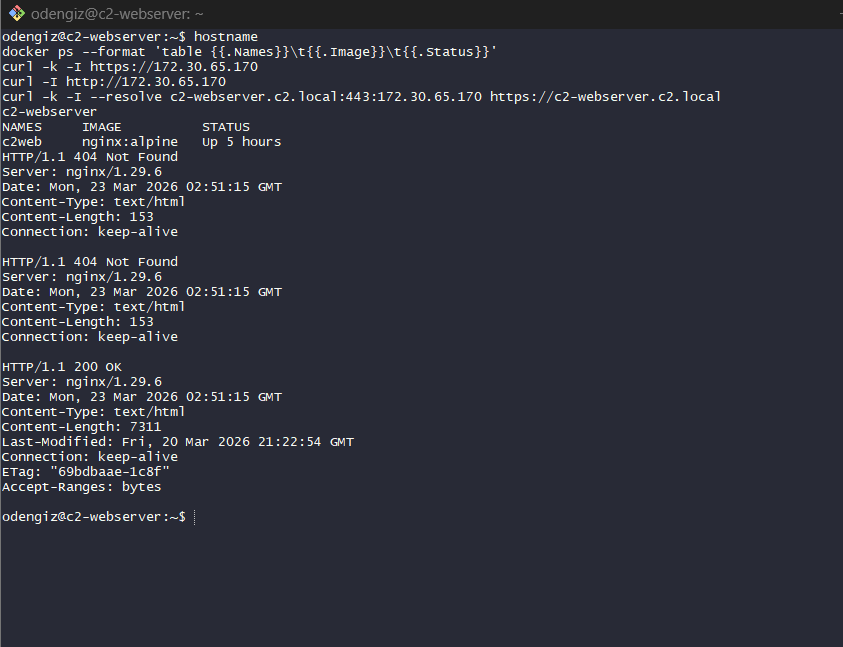 odengiz@c2-webserver: ~
odengiz@c2-webserver:~$ hostname
docker ps --format 'table {{.Names}}\t{{.Image}}\t{{.Status}}'
curl -k -I https://172.30.65.170
curl -I http://172.30.65.170
curl -k -I --resolve c2-webserver.c2.local:443:172.30.65.170 https://c2-webserver.c2.local
c2-webserver
NAMES     IMAGE          STATUS
c2web     nginx:alpine   Up 5 hours
HTTP/1.1 404 Not Found
Server: nginx/1.29.6
Date: Mon, 23 Mar 2026 02:51:15 GMT
Content-Type: text/html
Content-Length: 153
Connection: keep-alive

HTTP/1.1 404 Not Found
Server: nginx/1.29.6
Date: Mon, 23 Mar 2026 02:51:15 GMT
Content-Type: text/html
Content-Length: 153
Connection: keep-alive

HTTP/1.1 200 OK
Server: nginx/1.29.6
Date: Mon, 23 Mar 2026 02:51:15 GMT
Content-Type: text/html
Content-Length: 7311
Last-Modified: Fri, 20 Mar 2026 21:22:54 GMT
Connection: keep-alive
ETag: "69bdbaae-1c8f"
Accept-Ranges: bytes

odengiz@c2-webserver:~$